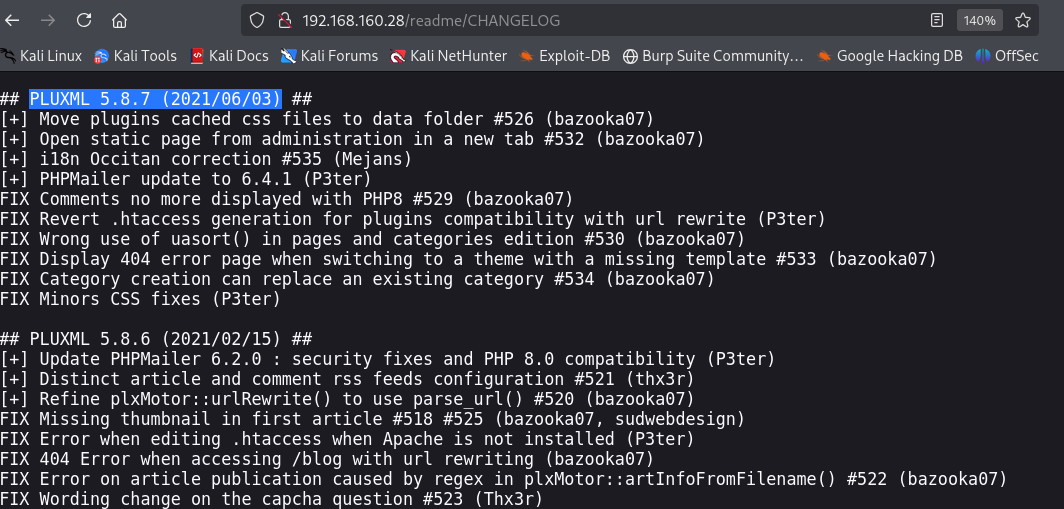 192.168.160.28/readme/CHANGELOG
140%
Kali Linux Kali Tools Kali Docs Kali Forums Kali NetHunter Exploit-DB Burp Suite Community... Google Hacking DB OffSec
## PLUXML 5.8.7 (2021/06/03) ##
[+] Move plugins cached css files to data folder #526 (bazooka07)
[+] Open static page from administration in a new tab #532 (bazooka07)
[+] i18n Occitan correction #535 (Mejans)
[+] PHPMailer update to 6.4.1 (P3ter)
FIX Comments no more displayed with PHP8 #529 (bazooka07)
FIX Revert .htaccess generation for plugins compatibility with url rewrite (P3ter)
FIX Wrong use of uasort() in pages and categories edition #530 (bazooka07)
FIX Display 404 error page when switching to a theme with a missing template #533 (bazooka07)
FIX Category creation can replace an existing category #534 (bazooka07)
FIX Minors CSS fixes (P3ter)
## PLUXML 5.8.6 (2021/02/15) ##
[+] Update PHPMailer 6.2.0 : security fixes and PHP 8.0 compatibility (P3ter)
[+] Distinct article and comment rss feeds configuration #521 (thx3r)
[+] Refine plxMotor::urlRewrite() to use parse_url() #520 (bazooka07)
FIX Missing thumbnail in first article #518 #525 (bazooka07, sudwebdesign)
FIX Error when editing .htaccess when Apache is not installed (P3ter)
FIX 404 Error when accessing /blog with url rewriting (bazooka07)
FIX Error on article publication caused by regex in plxMotor::artInfoFromFilename() #522 (bazooka07)
FIX Wording change on the capcha question #523 (Thx3r)